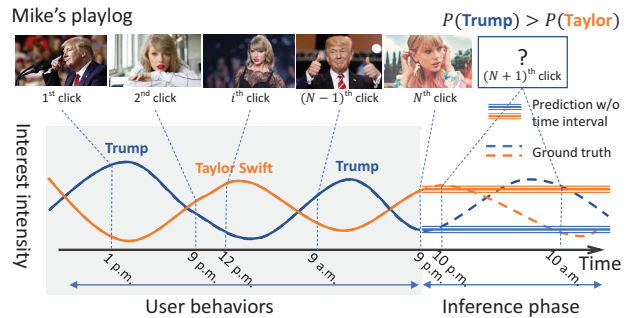 Mike's playlog
P(Trump) > P(Taylor)
?
(N + 1)th click
1st click
2nd click
ith click
(N − 1)th click
Nth click
Prediction w/o
time interval
Ground truth
Interest intensity
Trump
Taylor Swift
Trump
1 p.m.
9 p.m.
12 p.m.
9 a.m.
9 p.m.
10 p.m.
10 a.m.
Time
User behaviors
Inference phase